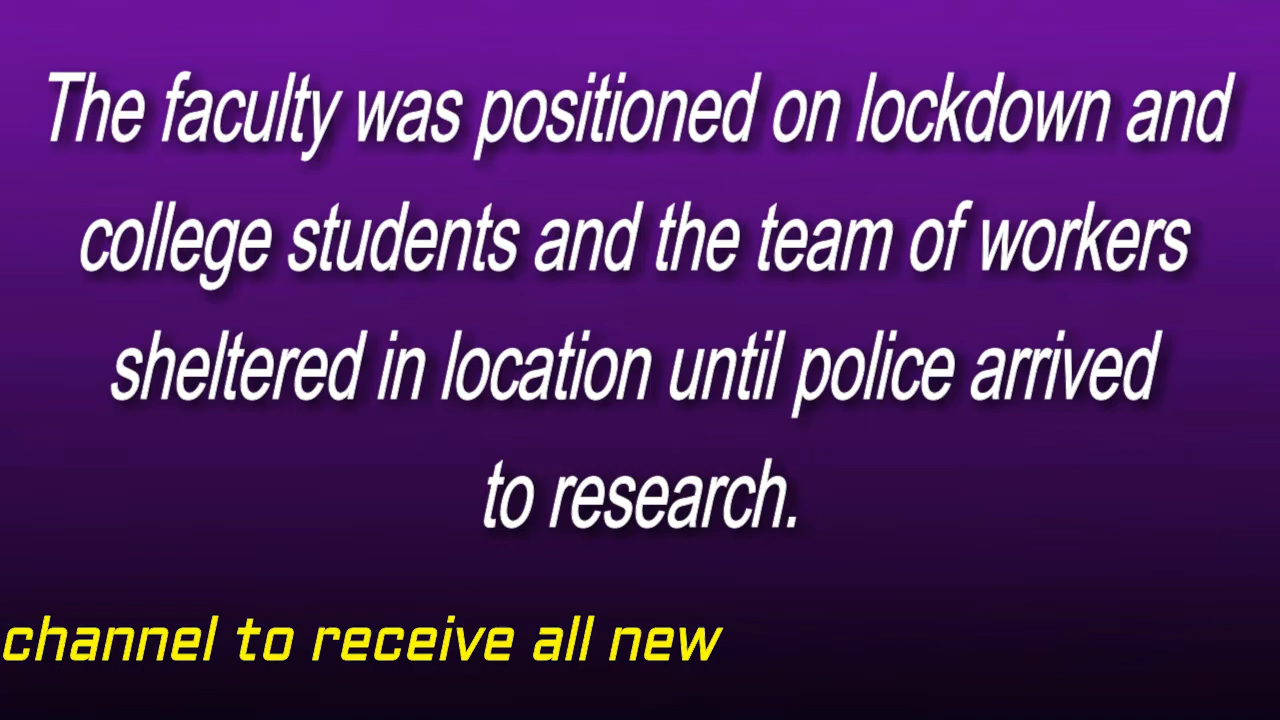 The faculty was positioned on lockdown and
college students and the team of workers
sheltered in location until police arrived
to research.
channel to receive all new